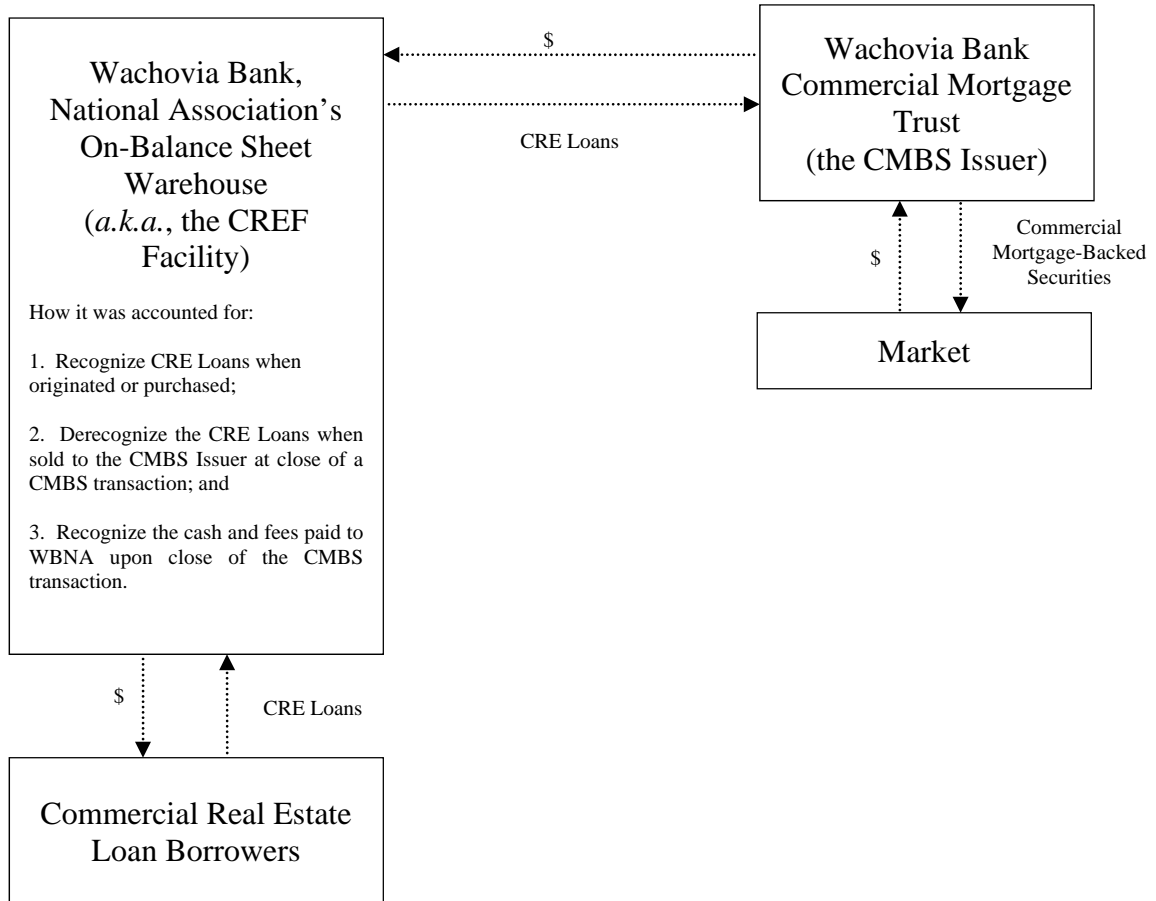 Wachovia Bank,
National Association’s
On-Balance Sheet
Warehouse
(a.k.a., the CREF
Facility)
How it was accounted for:
1. Recognize CRE Loans when
originated or purchased;
2. Derecognize the CRE Loans when
sold to the CMBS Issuer at close of a
CMBS transaction; and
3. Recognize the cash and fees paid to
WBNA upon close of the CMBS
transaction.
$
CRE Loans
Wachovia Bank
Commercial Mortgage
Trust
(the CMBS Issuer)
$
Commercial
Mortgage-Backed
Securities
Market
$
CRE Loans
Commercial Real Estate
Loan Borrowers